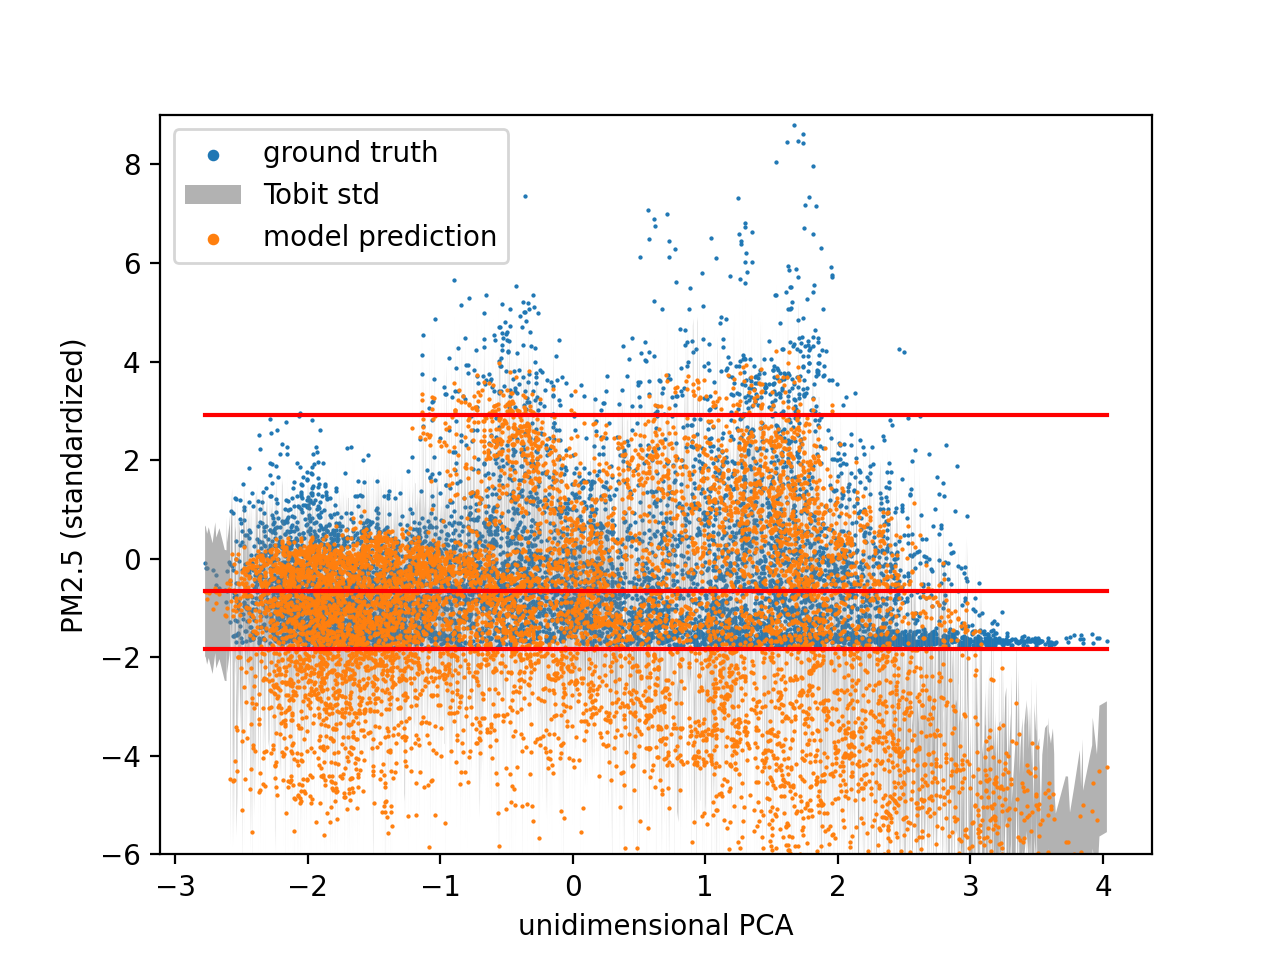 ground truth
Tobit std
model prediction
8
6
4
2
0
−2
−4
−6
PM2.5 (standardized)
−3 −2 −1 0 1 2 3 4
unidimensional PCA